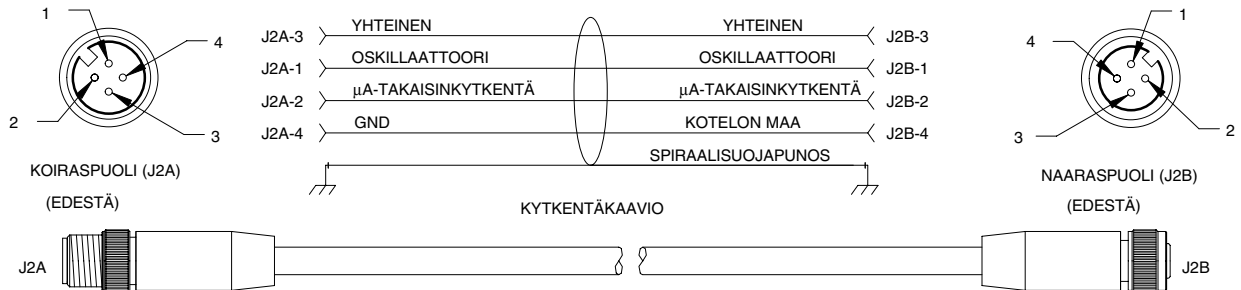 1
4
2
3
KOIRASPUOLI (J2A)
(EDESTÄ)
J2A-3 YHTEINEN YHTEINEN J2B-3
J2A-1 OSKILLAATTOORI OSKILLAATTOORI J2B-1
J2A-2 µA-TAKAISINKYTKENTÄ µA-TAKAISINKYTKENTÄ J2B-2
J2A-4 GND KOTELON MAA J2B-4
SPIRAALISUOJAPUNOS
KYTKENTÄKAAVIO
1
4
3
2
NAARASPUOLI (J2B)
(EDESTÄ)
J2A
J2B